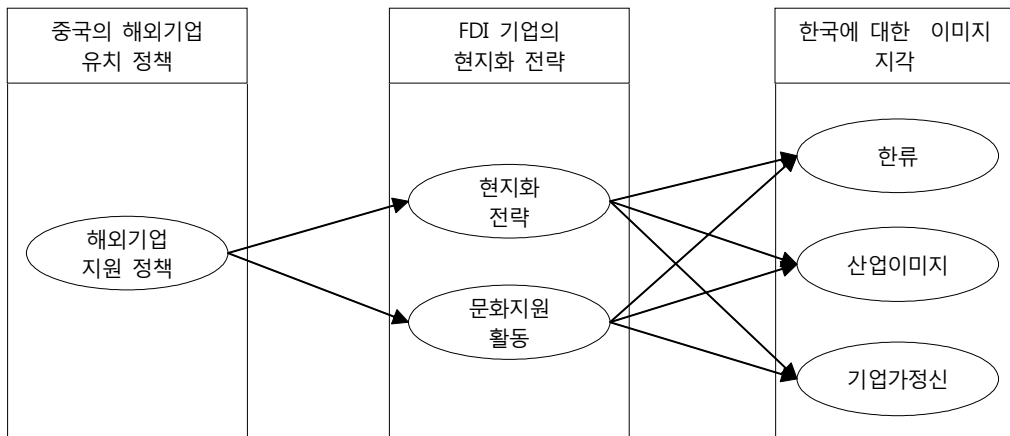 중국의 해외기업
유치 정책
FDI 기업의
현지화 전략
한국에 대한 이미지
지각
해외기업
지원 정책
현지화
전략
문화지원
활동
한류
산업이미지
기업가정신